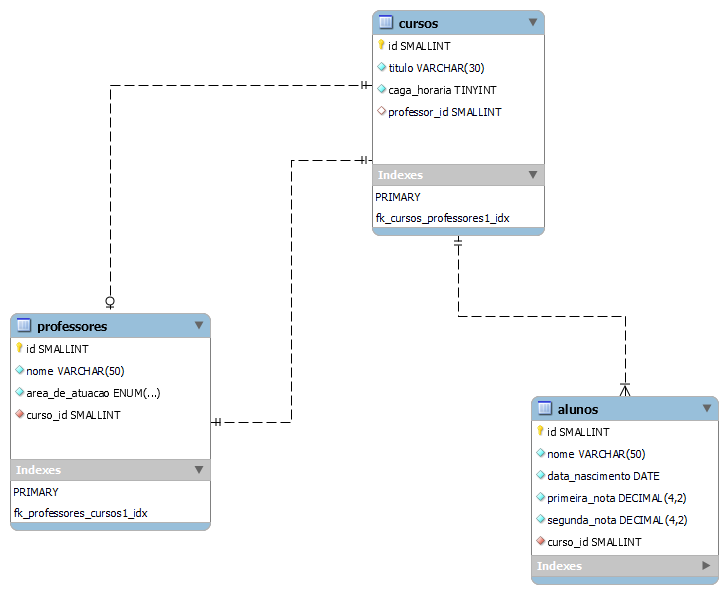 cursos
id SMALLINT
titulo VARCHAR(30)
caga_horaria TINYINT
professor_id SMALLINT
Indexes
PRIMARY
fk_cursos_professores1_idx
professores
id SMALLINT
nome VARCHAR(50)
area_de_atuacao ENUM(...)
curso_id SMALLINT
Indexes
PRIMARY
fk_professores_cursos1_idx
alunos
id SMALLINT
nome VARCHAR(50)
data_nascimento DATE
primeira_nota DECIMAL(4,2)
segunda_nota DECIMAL(4,2)
curso_id SMALLINT
Indexes